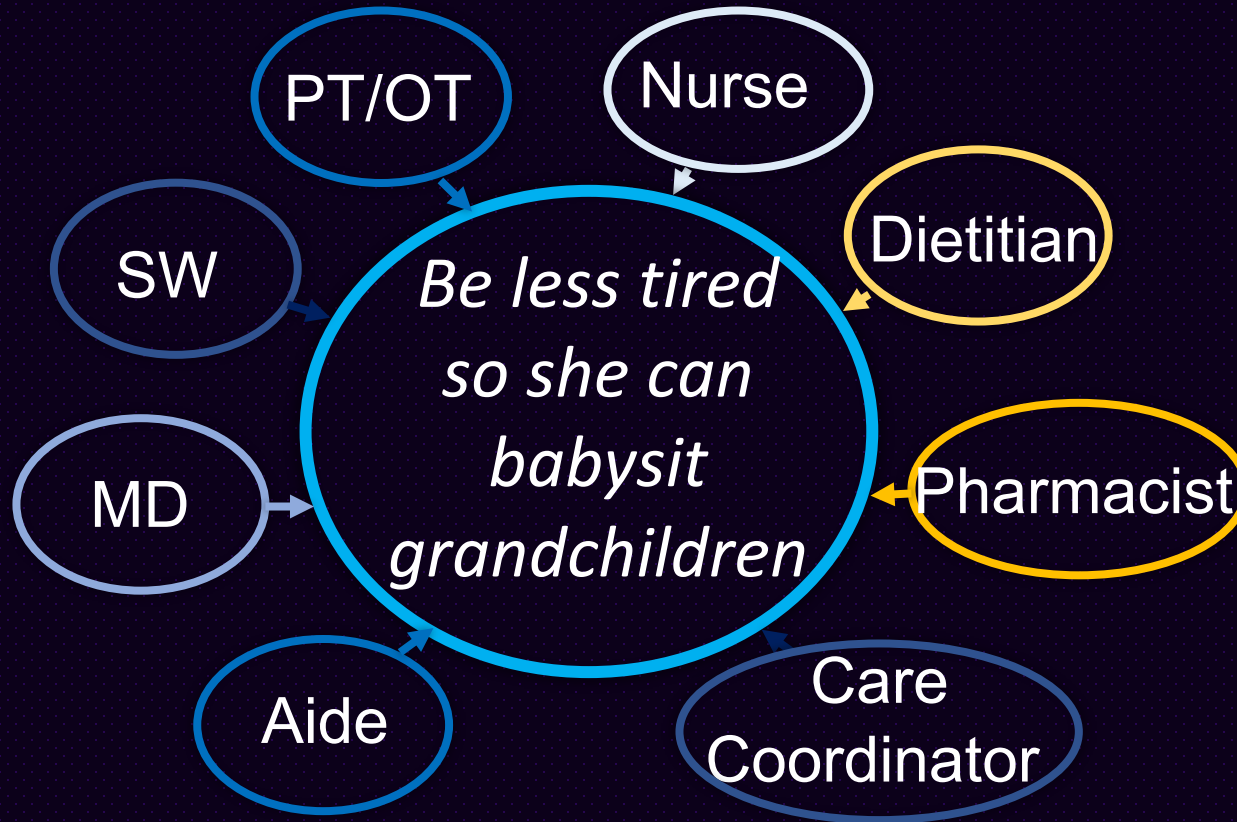 PT/OT
Nurse
Dietitian
SW
Be less tired
so she can
babysit
grandchildren
MD
Pharmacist
Aide
Care
Coordinator